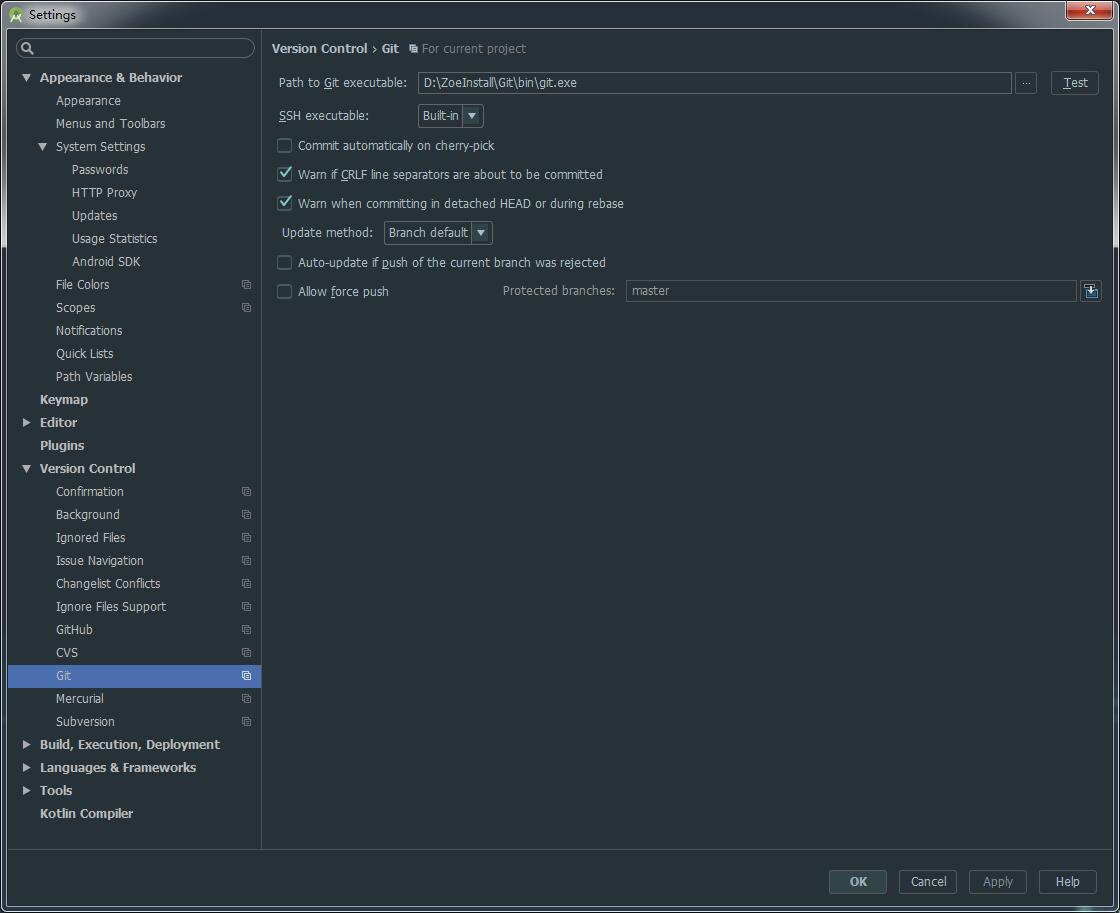 Settings
Appearance & Behavior
Appearance
Menus and Toolbars
System Settings
Passwords
HTTP Proxy
Updates
Usage Statistics
Android SDK
File Colors
Scopes
Notifications
Quick Lists
Path Variables
Keymap
Editor
Plugins
Version Control
Confirmation
Background
Ignored Files
Issue Navigation
Changelist Conflicts
Ignore Files Support
GitHub
CVS
Git
Mercurial
Subversion
Build, Execution, Deployment
Languages & Frameworks
Tools
Kotlin Compiler
Version Control › Git For current project
Path to Git executable: D:\ZoeInstall\Git\bin\git.exe ... Test
SSH executable: Built-in
Commit automatically on cherry-pick
Warn if CRLF line separators are about to be committed
Warn when committing in detached HEAD or during rebase
Update method: Branch default
Auto-update if push of the current branch was rejected
Allow force push Protected branches: master
OK Cancel Apply Help